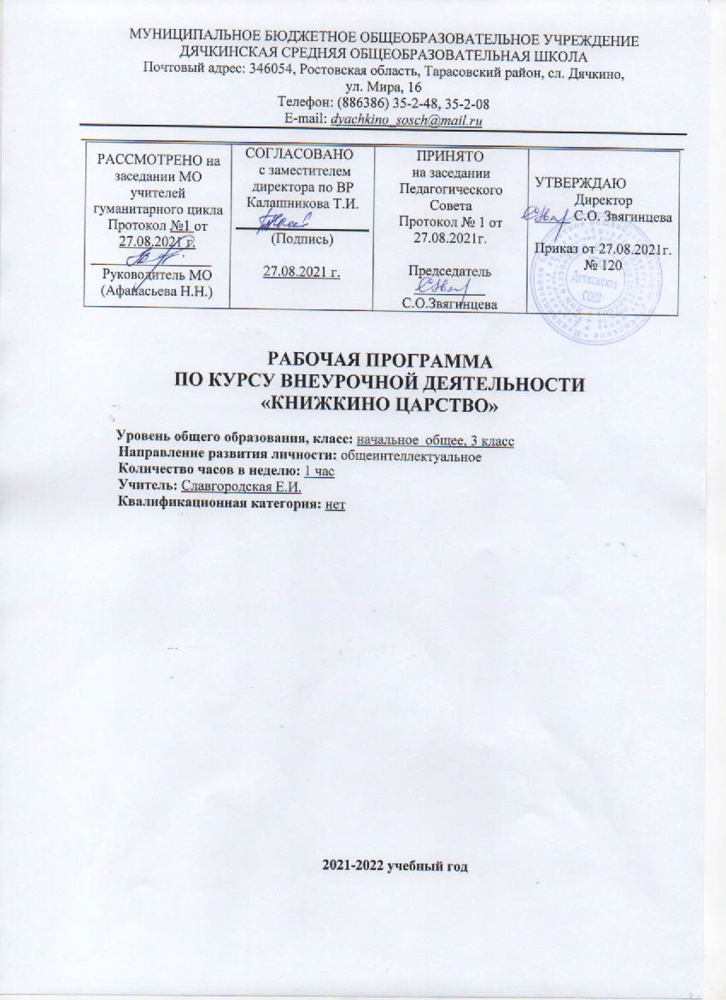 МУНИЦИПАЛЬНОЕ БЮДЖЕТНОЕ ОБЩЕОБРАЗОВАТЕЛЬНОЕ УЧРЕЖДЕНИЕ
ДЯЧКИНСКАЯ СРЕДНЯЯ ОБЩЕОБРАЗОВАТЕЛЬНАЯ ШКОЛА
Почтовый адрес: 346054, Ростовская область, Тарасовский район, сл. Дячкино,
ул. Мира, 16
Телефон: (886386) 35-2-48, 35-2-08
E-mail: dyachkino_sosch@mail.ru
РАССМОТРЕНО на
заседании МО
учителей
гуманитарного цикла
Протокол №1 от
27.08.2021 г.
Руководитель МО
(Афанасьева Н.Н.)
СОГЛАСОВАНО
с заместителем
директора по ВР
Калашникова Т.И.
(Подпись)
27.08.2021 г.
ПРИНЯТО
на заседании
Педагогического
Совета
Протокол № 1 от
27.08.2021г.
Председатель
С.О.Звягинцева
УТВЕРЖДАЮ
Директор
С.О. Звягинцева
Приказ от 27.08.2021г.
№ 120
Дячкинская
СОШ
РАБОЧАЯ ПРОГРАММА
ПО КУРСУ ВНЕУРОЧНОЙ ДЕЯТЕЛЬНОСТИ
«КНИЖКИНО ЦАРСТВО»
Уровень общего образования, класс: начальное общее, 3 класс
Направление развития личности: общеинтеллектуальное
Количество часов в неделю: 1 час
Учитель: Славгородская Е.И.
Квалификационная категория: нет
2021-2022 учебный год